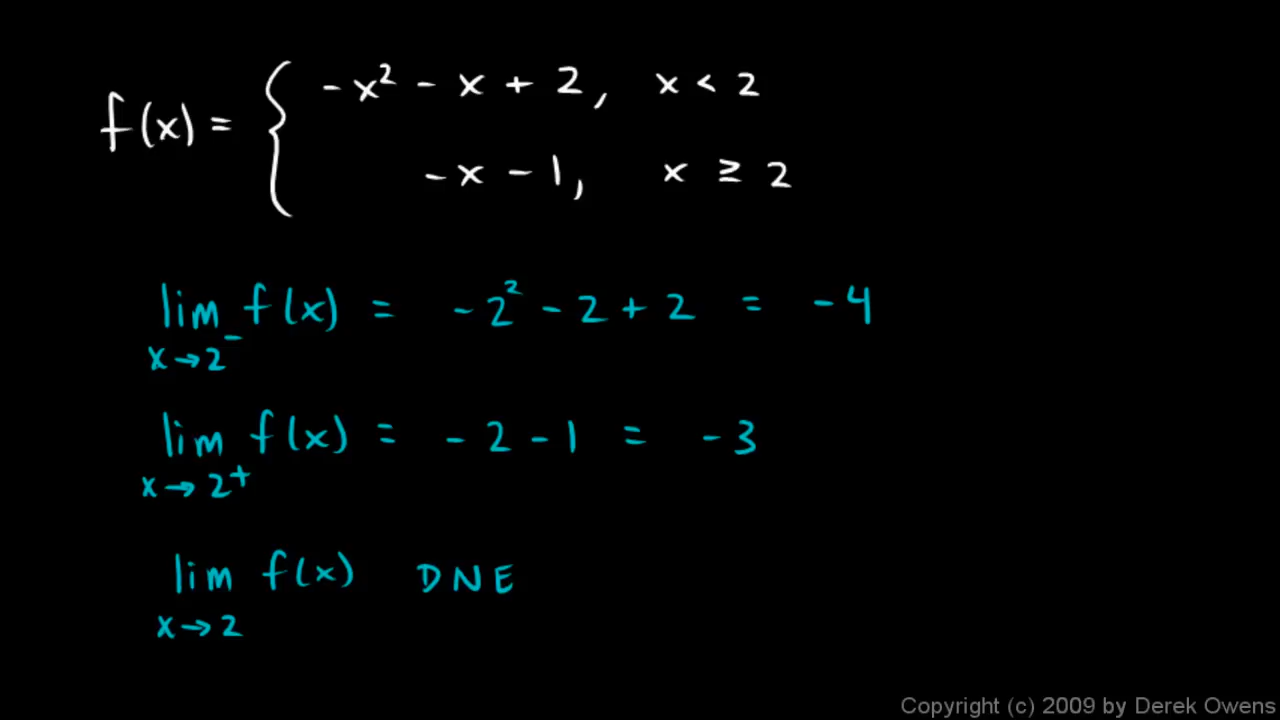 f(x) = { -x² - x + 2, x < 2
-x - 1, x ≥ 2
lim f(x) = -2² - 2 + 2 = -4
x→2⁻
lim f(x) = -2 - 1 = -3
x→2⁺
lim f(x) DNE
x→2
Copyright (c) 2009 by Derek Owens